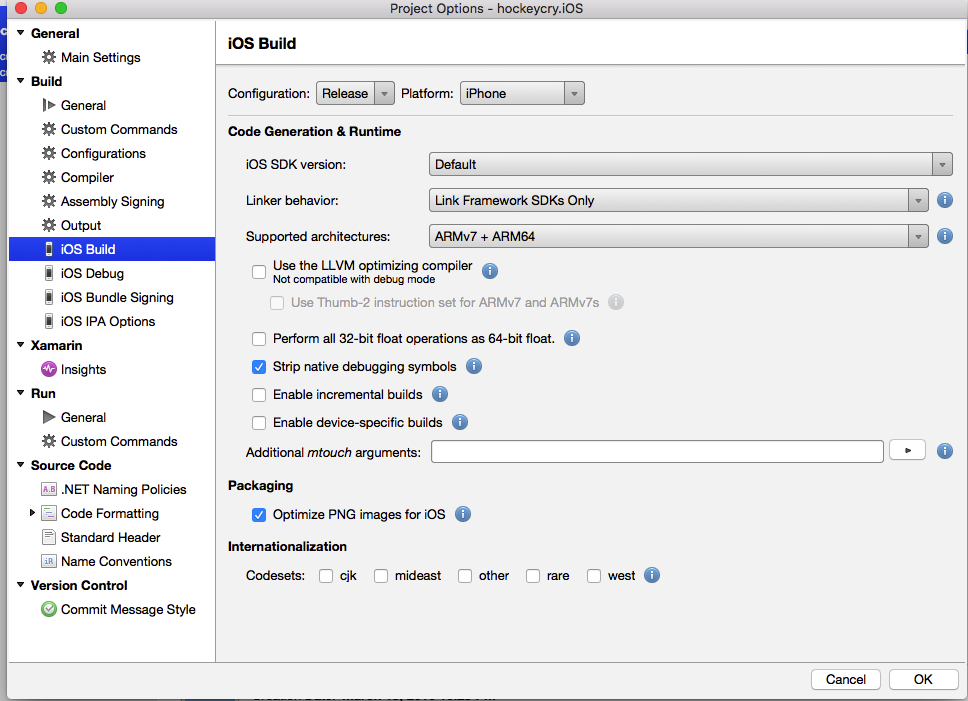 Project Options - hockeycry.iOS
General
Main Settings
Build
General
Custom Commands
Configurations
Compiler
Assembly Signing
Output
iOS Build
iOS Debug
iOS Bundle Signing
iOS IPA Options
Xamarin
Insights
Run
General
Custom Commands
Source Code
A.B .NET Naming Policies
Code Formatting
Standard Header
iR Name Conventions
Version Control
Commit Message Style
iOS Build
Configuration: Release Platform: iPhone
Code Generation & Runtime
iOS SDK version: Default
Linker behavior: Link Framework SDKs Only
Supported architectures: ARMv7 + ARM64
Use the LLVM optimizing compiler
Not compatible with debug mode
Use Thumb-2 instruction set for ARMv7 and ARMv7s
Perform all 32-bit float operations as 64-bit float.
Strip native debugging symbols
Enable incremental builds
Enable device-specific builds
Additional mtouch arguments:
Packaging
Optimize PNG images for iOS
Internationalization
Codesets: cjk mideast other rare west
Cancel OK